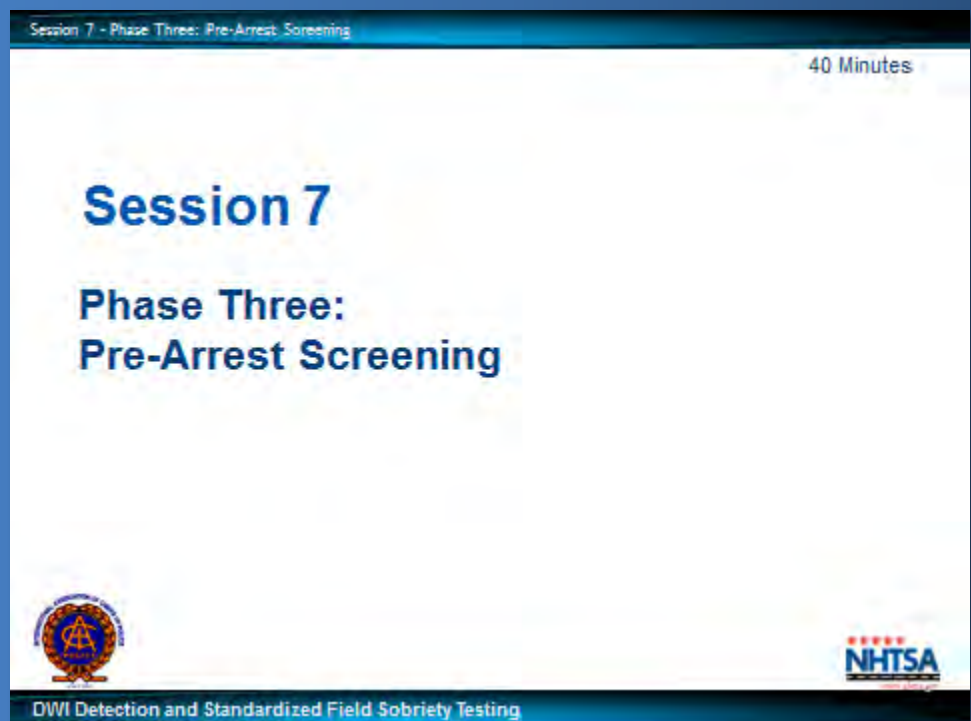 Session 7 - Phase Three: Pre-Arrest Screening
40 Minutes
Session 7
Phase Three:
Pre-Arrest Screening
NHTSA
DWI Detection and Standardized Field Sobriety Testing